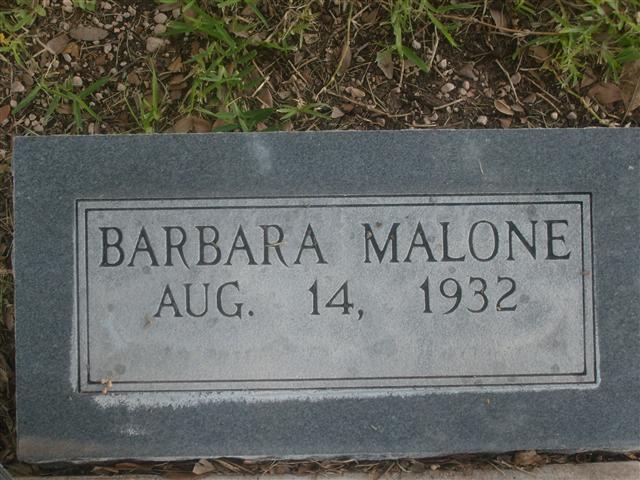 BARBARA MALONE
AUG. 14, 1932